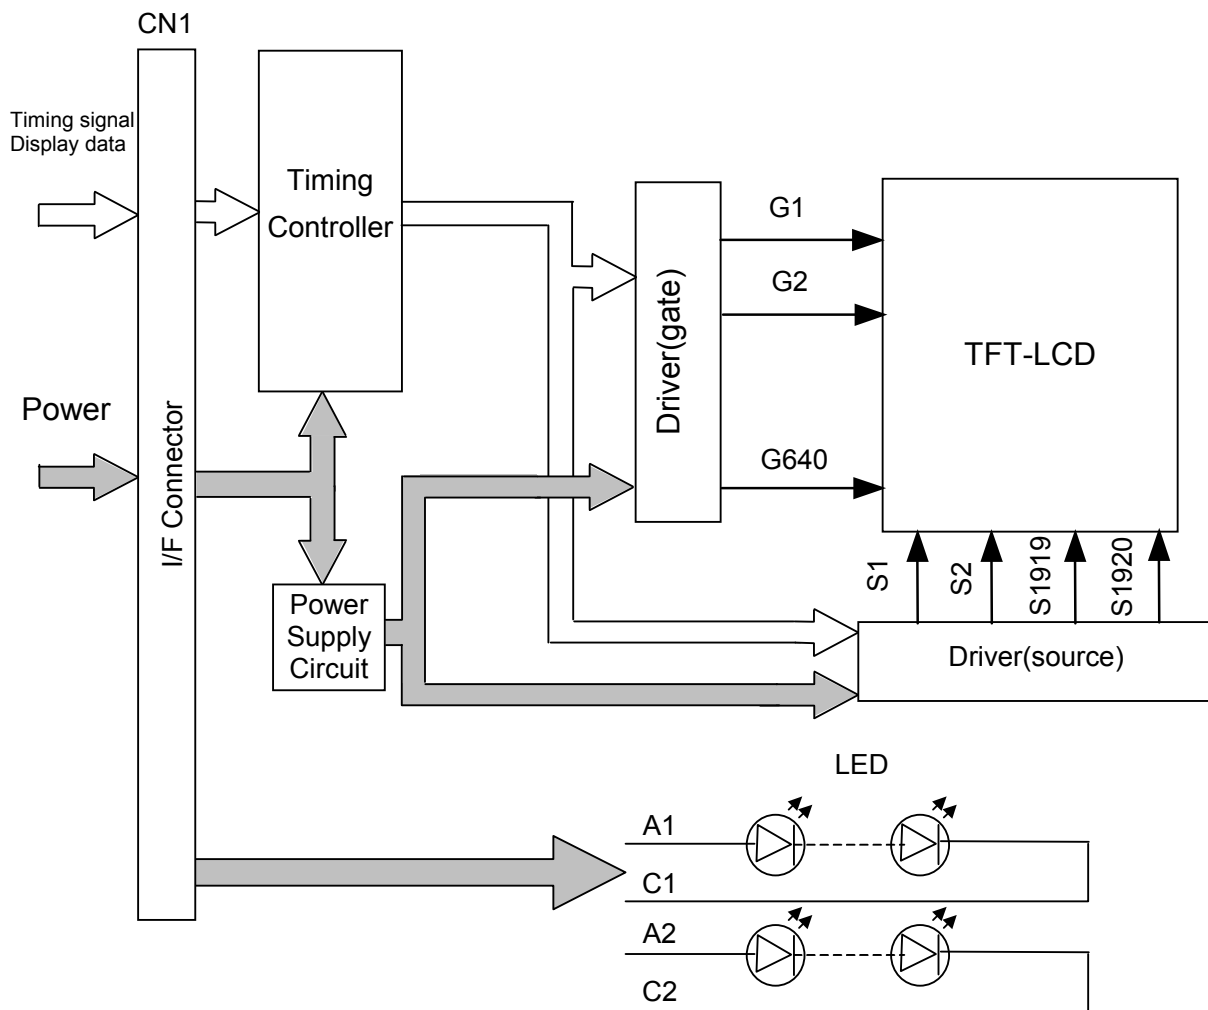 CN1
Timing signal
Display data
Timing
Controller
G1
G2
TFT-LCD
Driver(gate)
Power
I/F Connector
G640
S1
S2
S1919
S1920
Power
Supply
Circuit
Driver(source)
LED
A1
C1
A2
C2